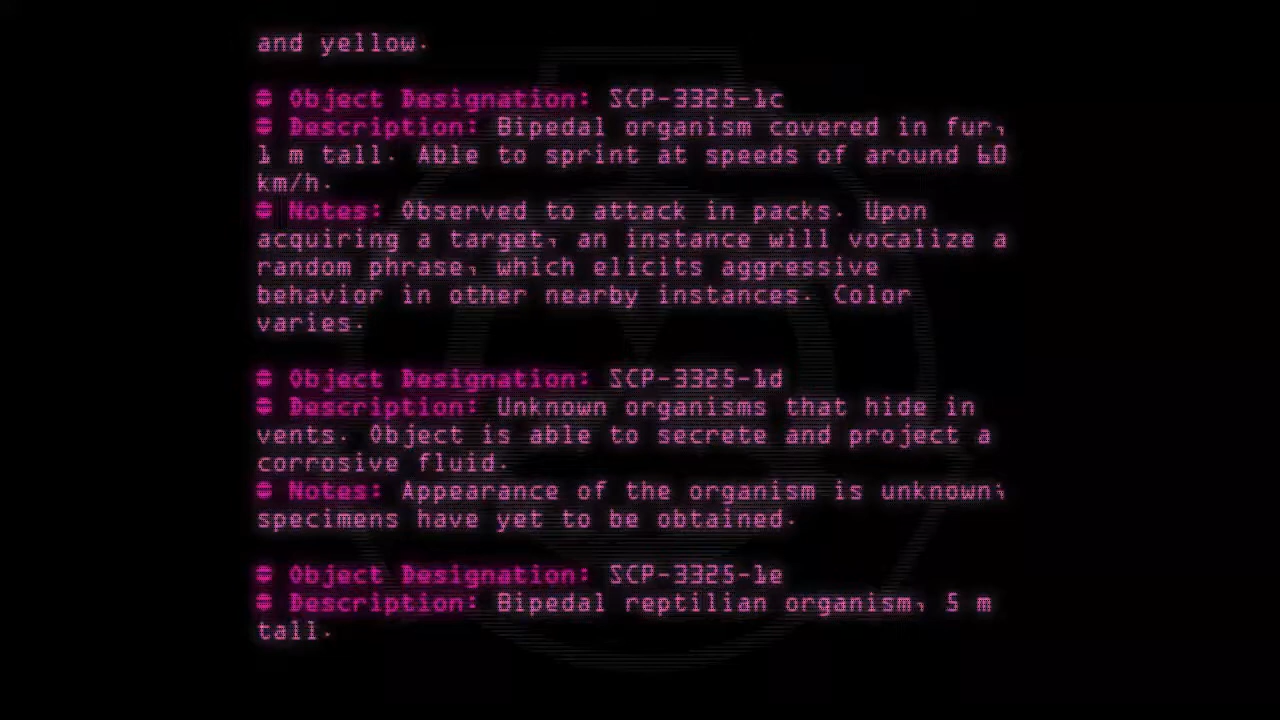 and yellow.
⊜ Object Designation: SCP-3325-1c
⊜ Description: Bipedal organism covered in fur,
1 m tall. Able to sprint at speeds of around 60
km/h.
⊜ Notes: Observed to attack in packs. Upon
acquiring a target, an instance will vocalize a
random phrase, which elicits aggressive
behavior in other nearby instances. Color
varies.
⊜ Object Designation: SCP-3325-1d
⊜ Description: Unknown organisms that hide in
vents. Object is able to secrete and project a
corrosive fluid.
⊜ Notes: Appearance of the organism is unknown;
specimens have yet to be obtained.
⊜ Object Designation: SCP-3325-1e
⊜ Description: Bipedal reptilian organism, 5 m
tall.